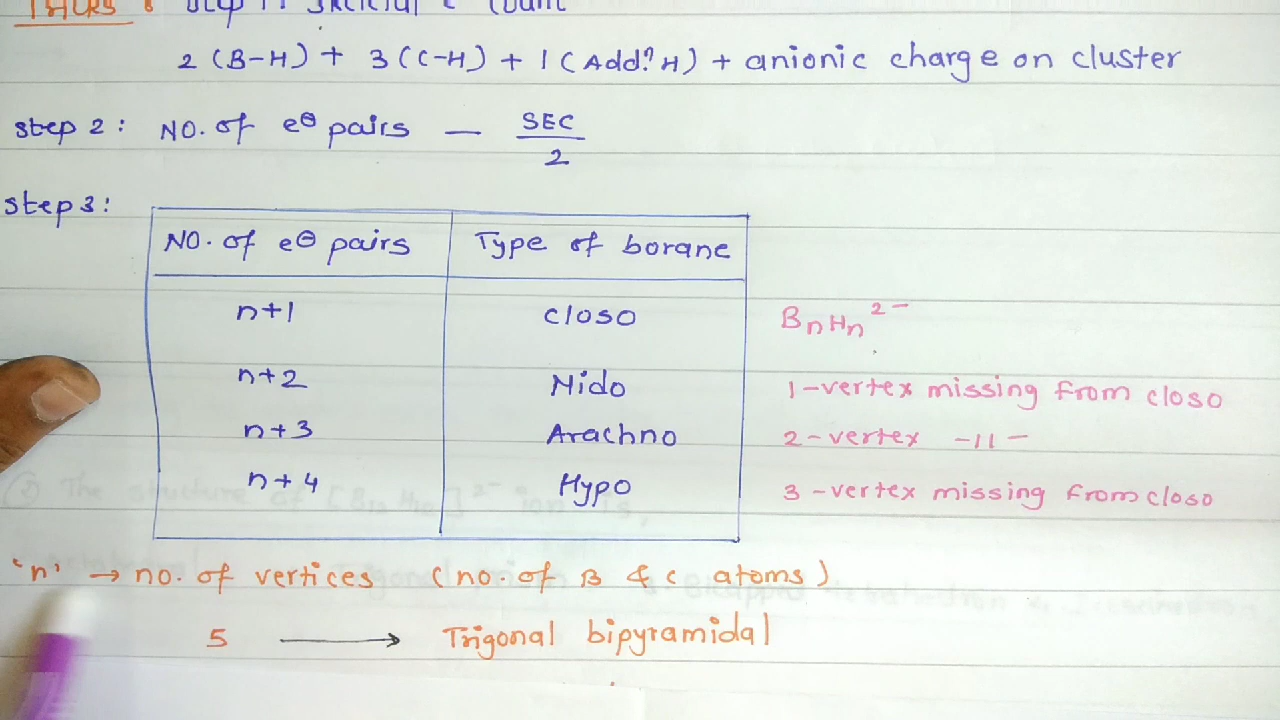 2 (B-H) + 3 (C-H) + 1 (Add? H) + anionic charge on cluster
Step 2: NO. of e⊖ pairs — SEC/2
Step 3:
NO. of e⊖ pairs Type of borane
n+1 closo BnHn 2-
n+2 Nido 1-vertex missing from closo
n+3 Arachno 2-vertex -11-
n+4 Hypo 3-vertex missing from closo
'n' → no. of vertices (no. of B & C atoms)
5 → Trigonal bipyramidal